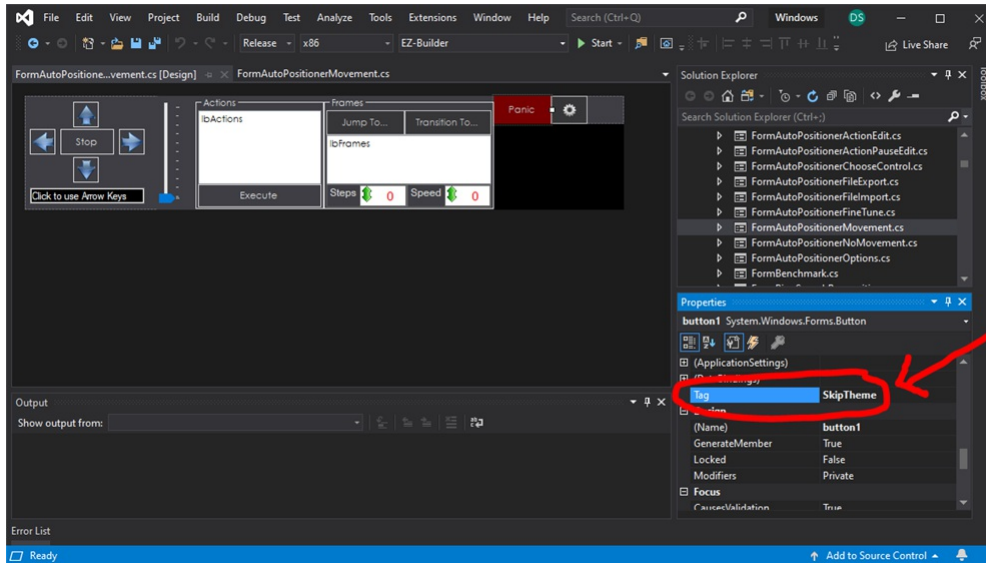 File Edit View Project Build Debug Test Analyze Tools Extensions Window Help Search (Ctrl+Q) Windows DS
Release x86 EZ-Builder Start Live Share
FormAutoPositione...vement.cs [Design] FormAutoPositionerMovement.cs
Stop
Click to use Arrow Keys
Actions
lbActions
Execute
Frames
Jump To... Transition To...
lbFrames
Steps 0 Speed 0
Panic
Toolbox
Solution Explorer
Search Solution Explorer (Ctrl+;)
FormAutoPositionerActionEdit.cs
FormAutoPositionerActionPauseEdit.cs
FormAutoPositionerChooseControl.cs
FormAutoPositionerFileExport.cs
FormAutoPositionerFileImport.cs
FormAutoPositionerFineTune.cs
FormAutoPositionerMovement.cs
FormAutoPositionerNoMovement.cs
FormAutoPositionerOptions.cs
FormBenchmark.cs
Properties
button1 System.Windows.Forms.Button
(ApplicationSettings)
Tag SkipTheme
Design
(Name) button1
GenerateMember True
Locked False
Modifiers Private
Focus
CausesValidation True
Output
Show output from:
Error List
Ready Add to Source Control